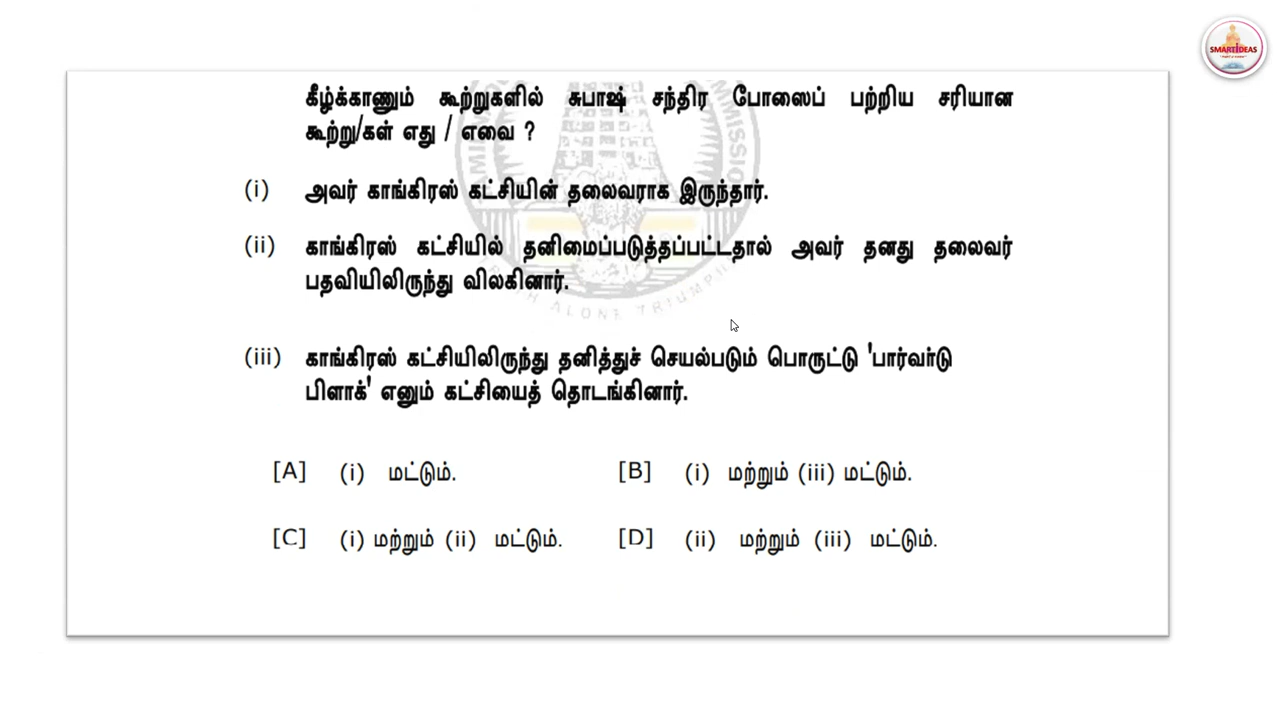 SMARTIDEAS
கீழ்க்காணும் கூற்றுகளில் சுபாஷ் சந்திர போஸைப் பற்றிய சரியான
கூற்று/கள் எது / எவை ?
(i) அவர் காங்கிரஸ் கட்சியின் தலைவராக இருந்தார்.
(ii) காங்கிரஸ் கட்சியில் தனிமைப்படுத்தப்பட்டதால் அவர் தனது தலைவர்
பதவியிலிருந்து விலகினார்.
(iii) காங்கிரஸ் கட்சியிலிருந்து தனித்துச் செயல்படும் பொருட்டு 'பார்வர்டு
பிளாக்' எனும் கட்சியைத் தொடங்கினார்.
[A] (i) மட்டும். [B] (i) மற்றும் (iii) மட்டும்.
[C] (i) மற்றும் (ii) மட்டும். [D] (ii) மற்றும் (iii) மட்டும்.